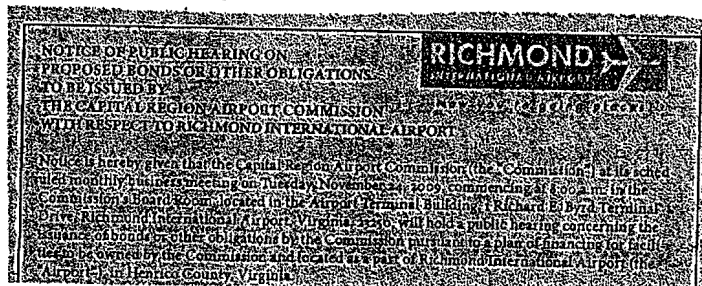 NOTICE OF PUBLIC HEARING ON
PROPOSED BONDS OR OTHER OBLIGATIONS
TO BE ISSUED BY
THE CAPITAL REGION AIRPORT COMMISSION
WITH RESPECT TO RICHMOND INTERNATIONAL AIRPORT
RICHMOND
INTERNATIONAL AIRPORT
going places!
Notice is hereby given that the Capital Region Airport Commission (the "Commission") at its sched
uled monthly business meeting on Tuesday, November 24, 2009, commencing at 8:00 a.m. in the
Commission's Board Room, located in the Airport Terminal Building, 1 Richard E. Byrd Terminal
Drive, Richmond International Airport, Virginia 23250, will hold a public hearing concerning the
issuance of bonds or other obligations by the Commission pursuant to a plan of financing for facili-
ties to be owned by the Commission and located as a part of Richmond International Airport (the
"Airport"), in Henrico County, Virginia.